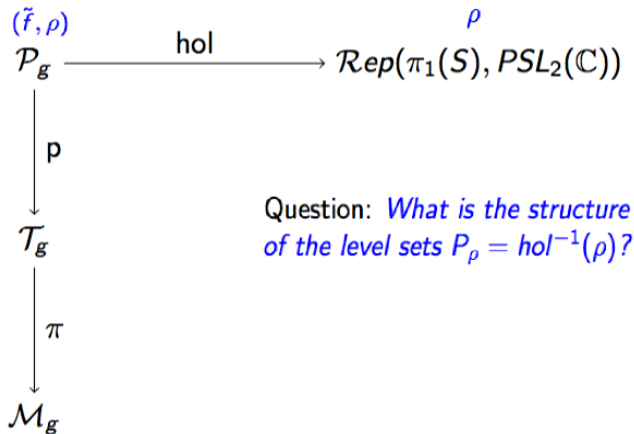 (f̃, ρ)
ρ
𝒫_g
hol
ℛep(π₁(S), PSL₂(ℂ))
p
Question: What is the structure
of the level sets P_ρ = hol⁻¹(ρ)?
𝒯_g
π
ℳ_g